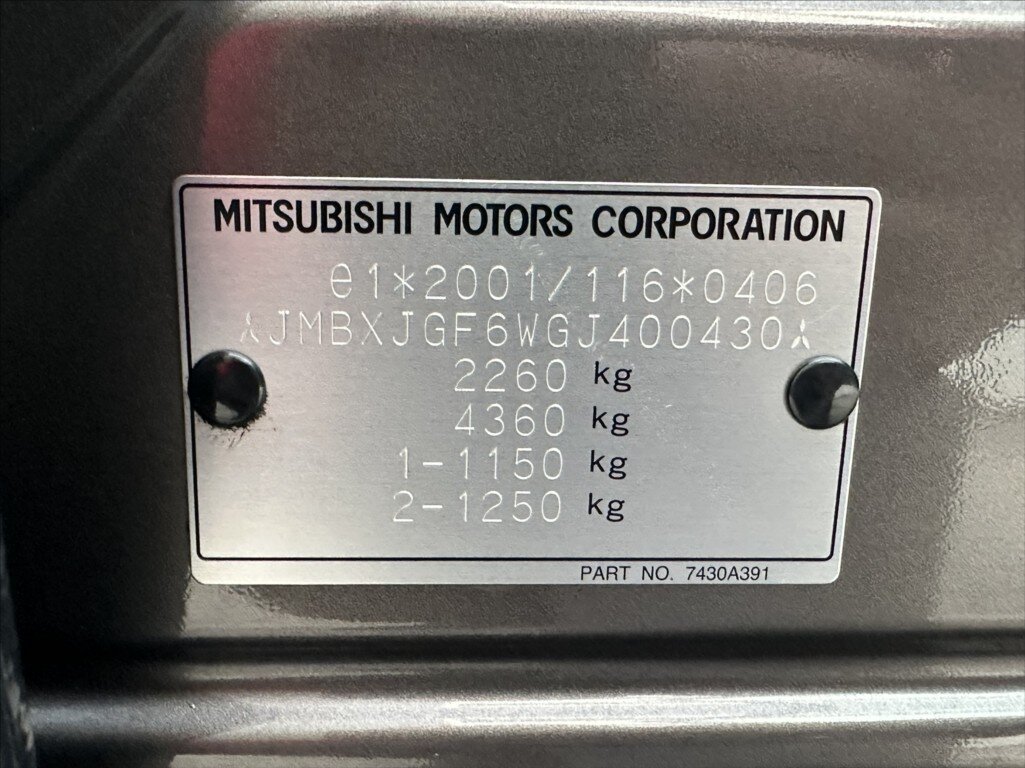 MITSUBISHI MOTORS CORPORATION
e1*2001/116*0406
JMBXJGF6WGJ400430
2260 kg
4360 kg
1-1150 kg
2-1250 kg
PART NO. 7430A391